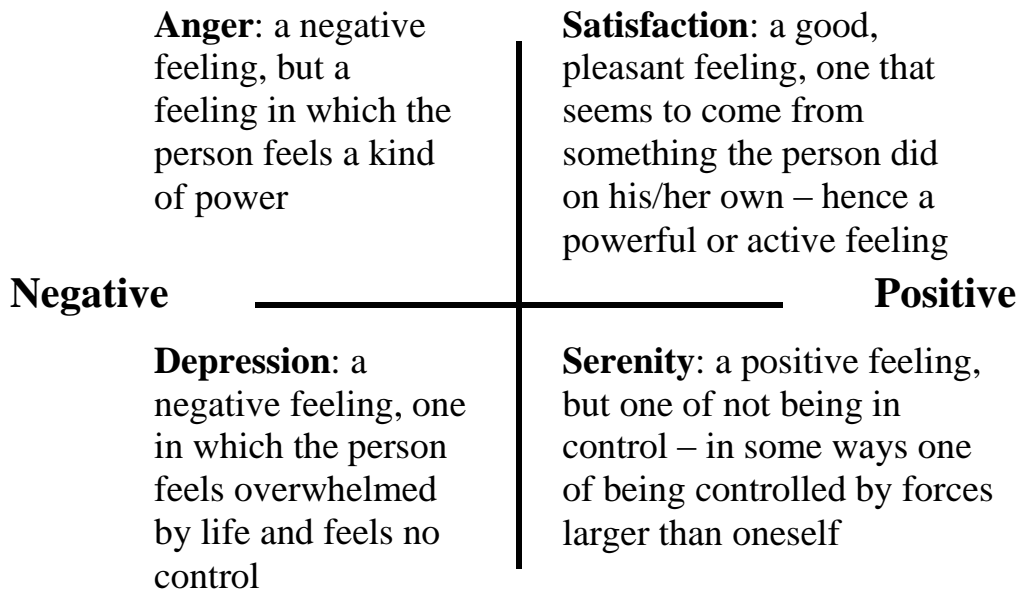 Anger: a negative
feeling, but a
feeling in which the
person feels a kind
of power
Satisfaction: a good,
pleasant feeling, one that
seems to come from
something the person did
on his/her own – hence a
powerful or active feeling
Negative
Positive
Depression: a
negative feeling, one
in which the person
feels overwhelmed
by life and feels no
control
Serenity: a positive feeling,
but one of not being in
control – in some ways one
of being controlled by forces
larger than oneself